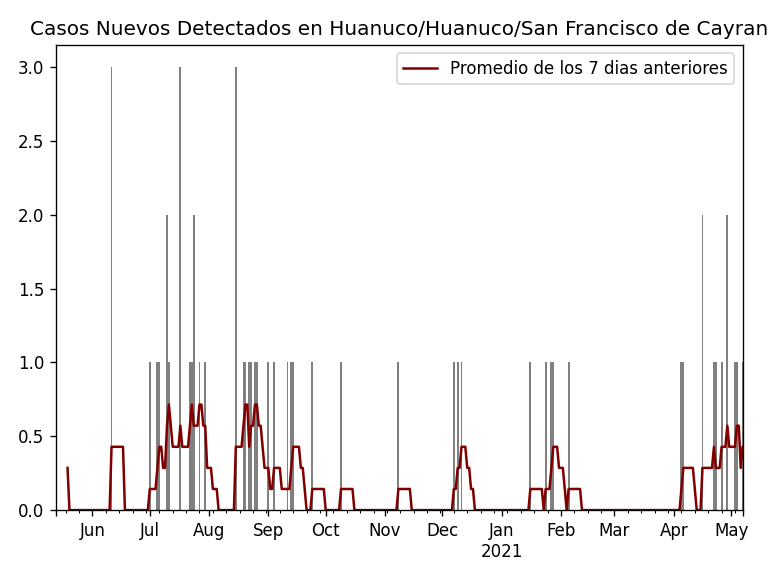 Casos Nuevos Detectados en Huanuco/Huanuco/San Francisco de Cayran
Promedio de los 7 dias anteriores
3.0
2.5
2.0
1.5
1.0
0.5
0.0
Jun Jul Aug Sep Oct Nov Dec Jan Feb Mar Apr May
2021